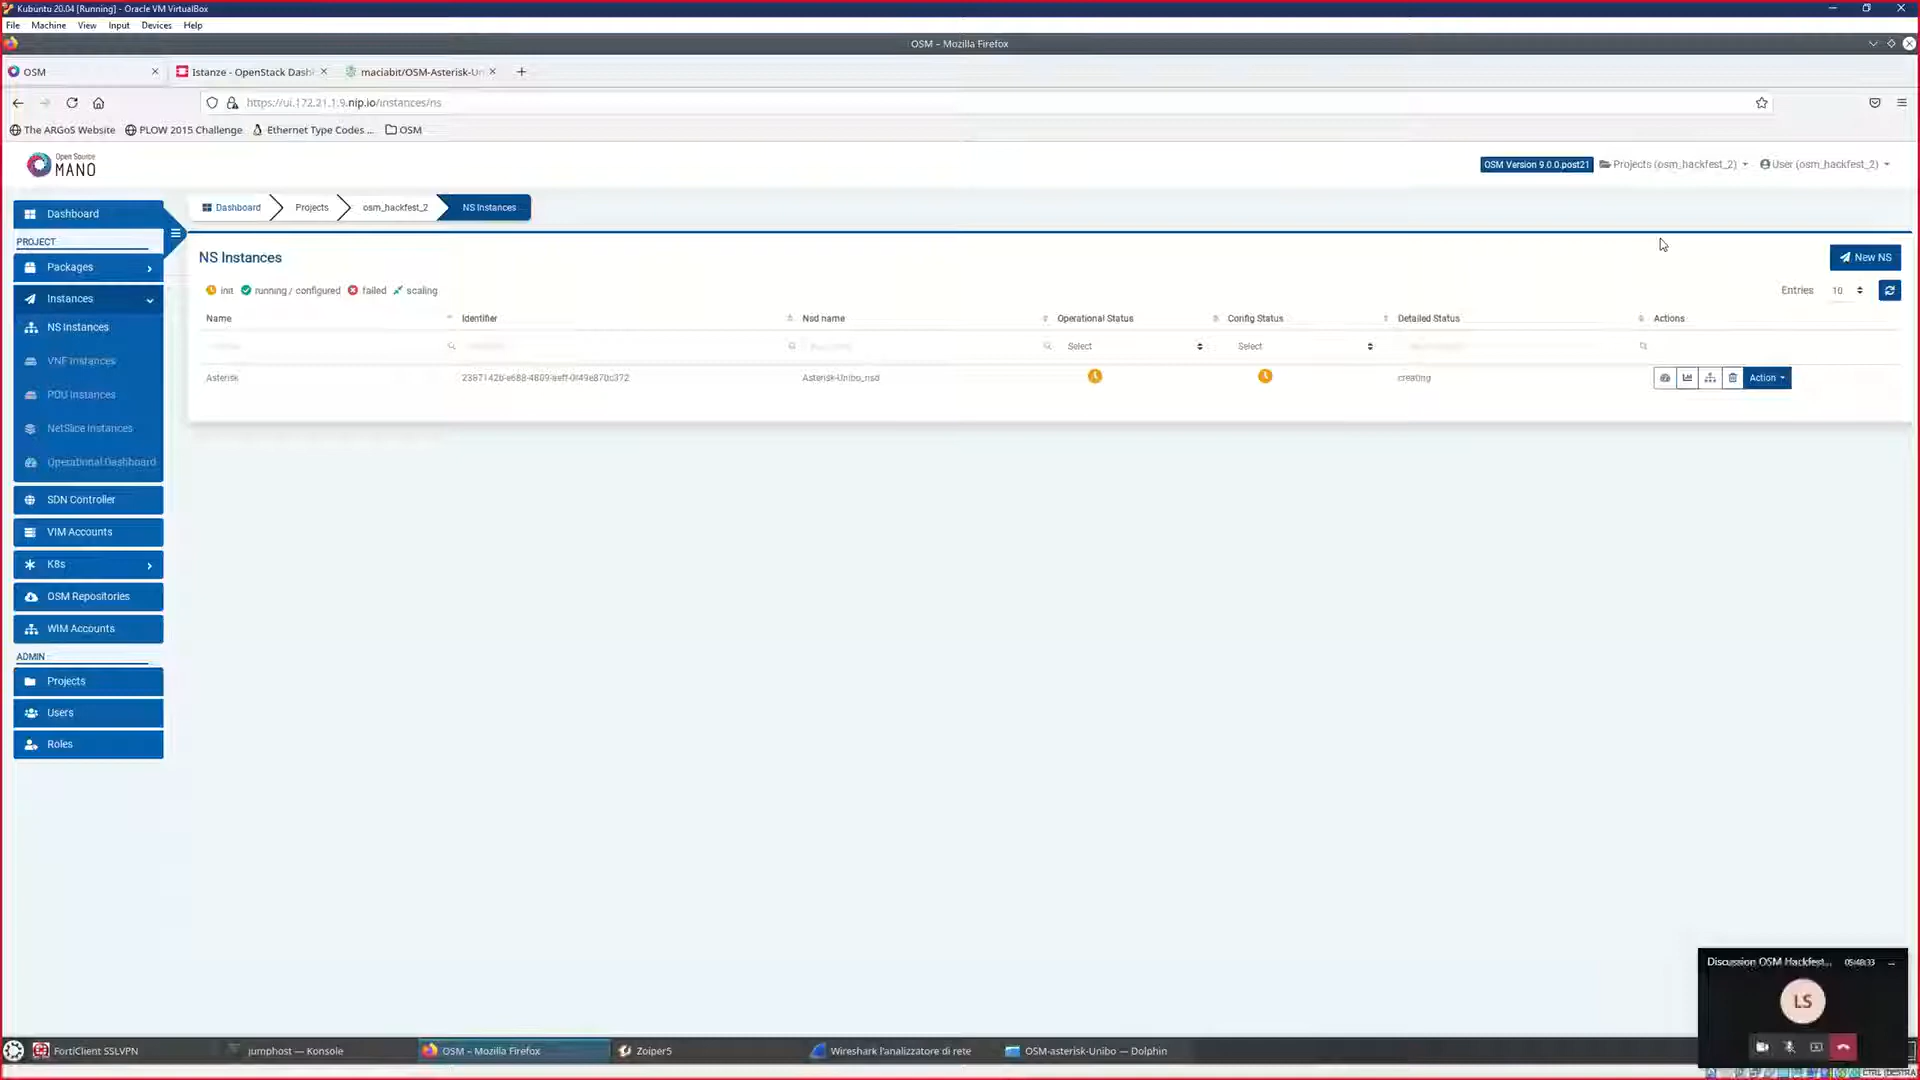 Kubuntu 20.04 [Running] - Oracle VM VirtualBox
File Machine View Input Devices Help
OSM – Mozilla Firefox
OSM
Istanze - OpenStack Dash
maciabit/OSM-Asterisk-Un
https://ui.172.21.1.9.nip.io/instances/ns
The ARGoS Website
PLOW 2015 Challenge
Ethernet Type Codes ...
OSM
Open Source
MANO
OSM Version 9.0.0.post21
Projects (osm_hackfest_2)
User (osm_hackfest_2)
Dashboard
PROJECT
Packages
Instances
NS Instances
VNF Instances
PDU Instances
NetSlice Instances
Operational Dashboard
SDN Controller
VIM Accounts
K8s
OSM Repositories
WIM Accounts
ADMIN
Projects
Users
Roles
Dashboard Projects osm_hackfest_2 NS Instances
NS Instances
New NS
init running / configured failed scaling
Entries 10
Name Identifier Nsd name Operational Status Config Status Detailed Status Actions
Select Select
Asterisk Asterisk-Unibo_nsd creating Action
Discussion OSM Hackfest...
LS
FortiClient SSLVPN
jumphost — Konsole
OSM – Mozilla Firefox
Zoiper5
Wireshark l'analizzatore di rete
OSM-asterisk-Unibo — Dolphin
CTRL (DESTRA)